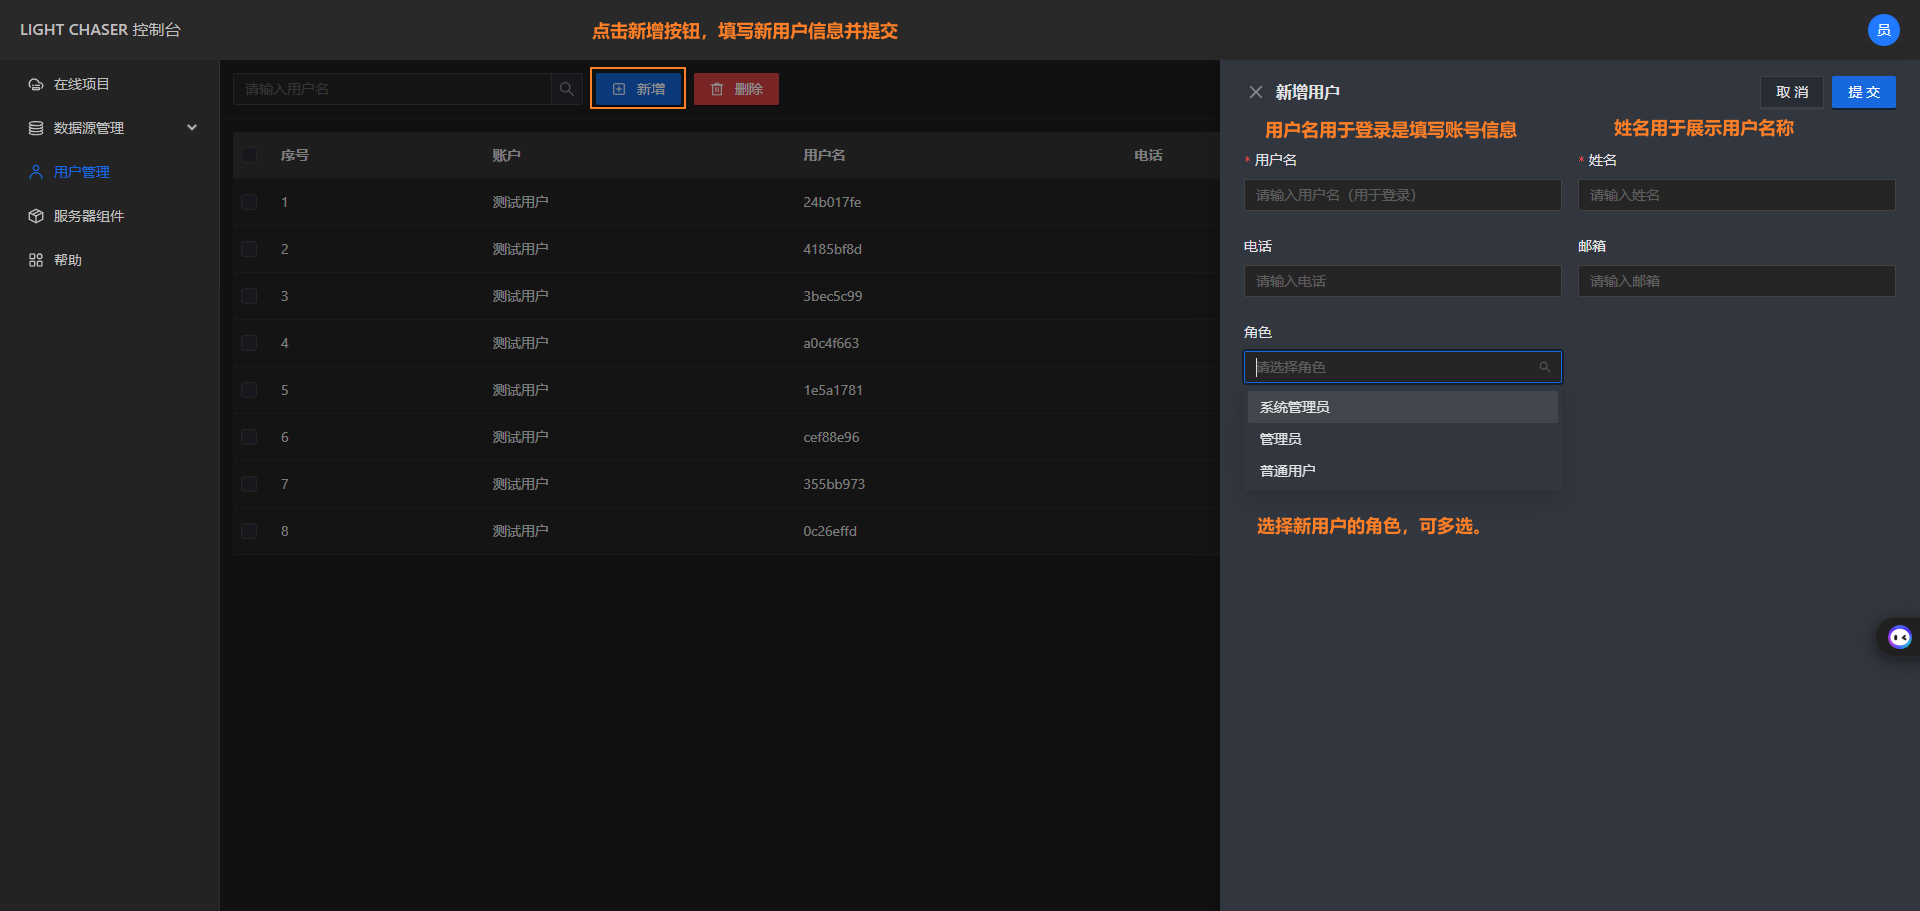 LIGHT CHASER 控制台
点击新增按钮，填写新用户信息并提交
员
在线项目
数据源管理
用户管理
服务器组件
帮助
请输入用户名
新增
删除
序号 账户 用户名 电话
1 测试用户 24b017fe
2 测试用户 4185bf8d
3 测试用户 3bec5c99
4 测试用户 a0c4f663
5 测试用户 1e5a1781
6 测试用户 cef88e96
7 测试用户 355bb973
8 测试用户 0c26effd
新增用户
取 消
提 交
用户名用于登录是填写账号信息
姓名用于展示用户名称
* 用户名
* 姓名
请输入用户名（用于登录）
请输入姓名
电话
邮箱
请输入电话
请输入邮箱
角色
请选择角色
系统管理员
管理员
普通用户
选择新用户的角色，可多选。